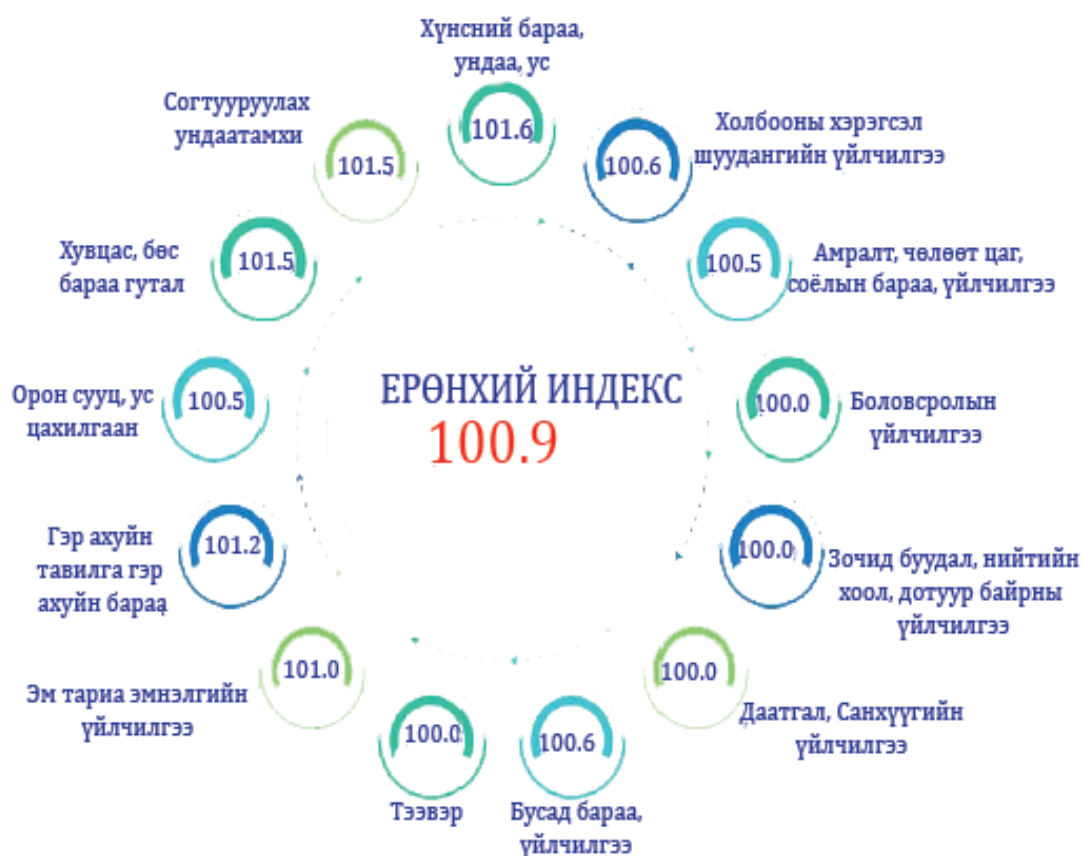 Хүнсний бараа,
ундаа, ус
101.6
Холбооны хэрэгсэл
шуудангийн үйлчилгээ
100.6
Амралт, чөлөөт цаг,
соёлын бараа, үйлчилгээ
100.5
Боловсролын
үйлчилгээ
100.0
Зочид буудал, нийтийн
хоол, дотуур байрны
үйлчилгээ
100.0
Даатгал, Санхүүгийн
үйлчилгээ
100.0
Бусад бараа,
үйлчилгээ
100.6
Тээвэр
100.0
Эм тариа эмнэлгийн
үйлчилгээ
101.0
Гэр ахуйн
тавилга гэр
ахуйн бараа
101.2
Орон сууц, ус
цахилгаан
100.5
Хувцас, бөс
бараа гутал
101.5
Согтууруулах
ундаатамхи
101.5
ЕРӨНХИЙ ИНДЕКС
100.9